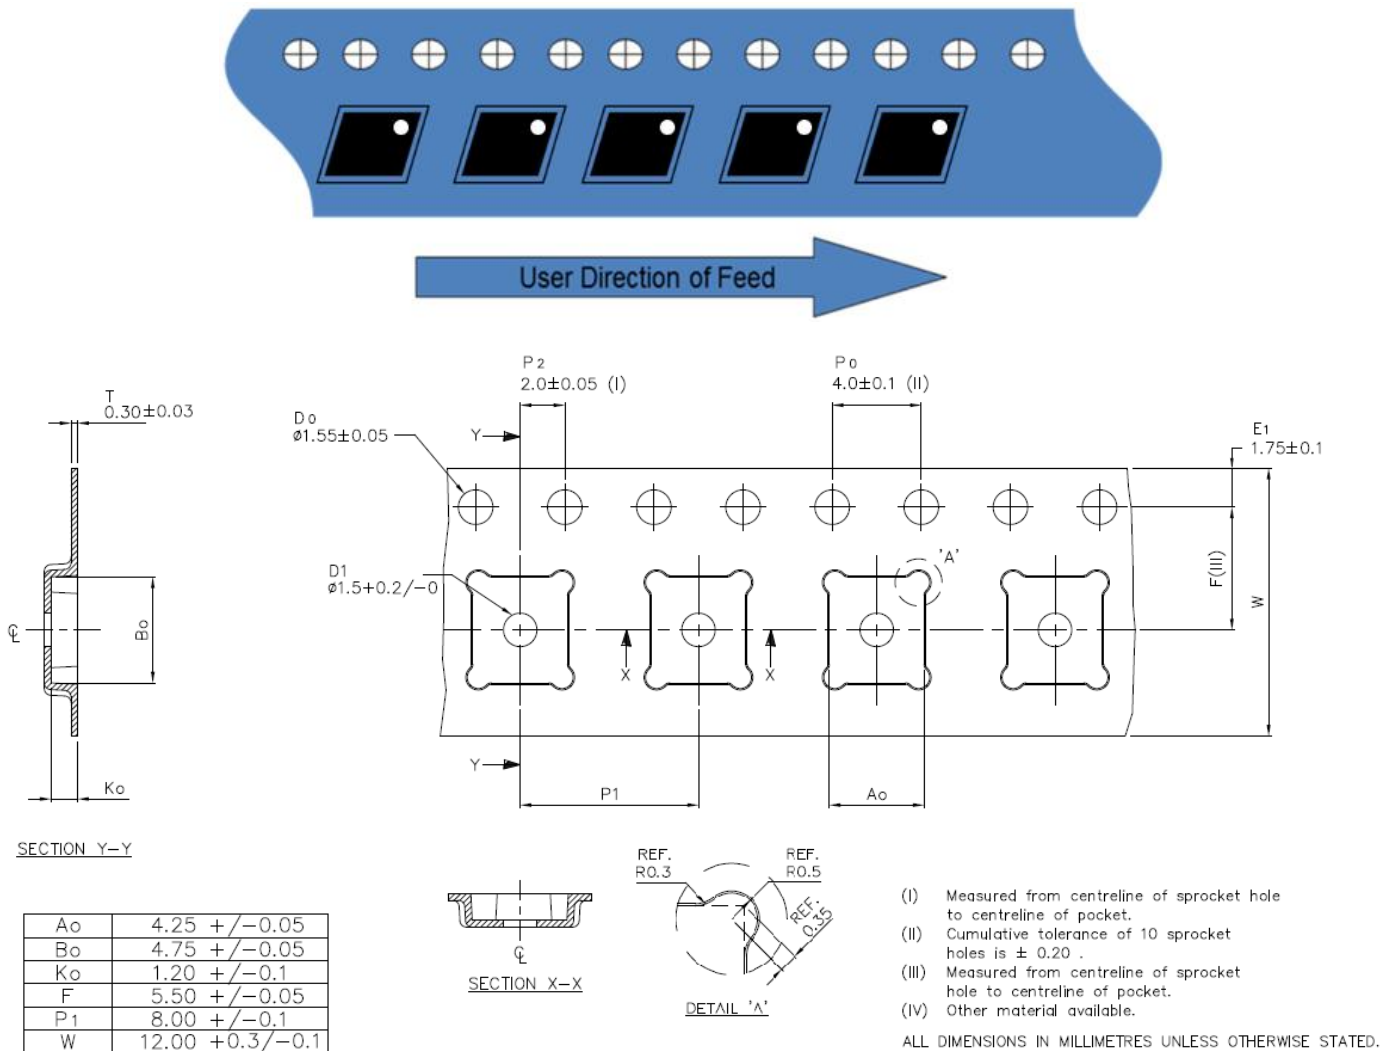 User Direction of Feed
P2
2.0±0.05 (I)
P0
4.0±0.1 (II)
T
0.30±0.03
Do
ø1.55±0.05
Y
E1
1.75±0.1
'A'
D1
ø1.5+0.2/-0
F(III)
W
Bo
℄
X
X
Y
P1
Ao
Ko
SECTION Y-Y
REF.
R0.3
REF.
R0.5
REF.
0.35
℄
SECTION X-X
DETAIL 'A'
Ao 4.25 +/-0.05
Bo 4.75 +/-0.05
Ko 1.20 +/-0.1
F 5.50 +/-0.05
P1 8.00 +/-0.1
W 12.00 +0.3/-0.1
(I) Measured from centreline of sprocket hole
to centreline of pocket.
(II) Cumulative tolerance of 10 sprocket
holes is ± 0.20 .
(III) Measured from centreline of sprocket
hole to centreline of pocket.
(IV) Other material available.
ALL DIMENSIONS IN MILLIMETRES UNLESS OTHERWISE STATED.